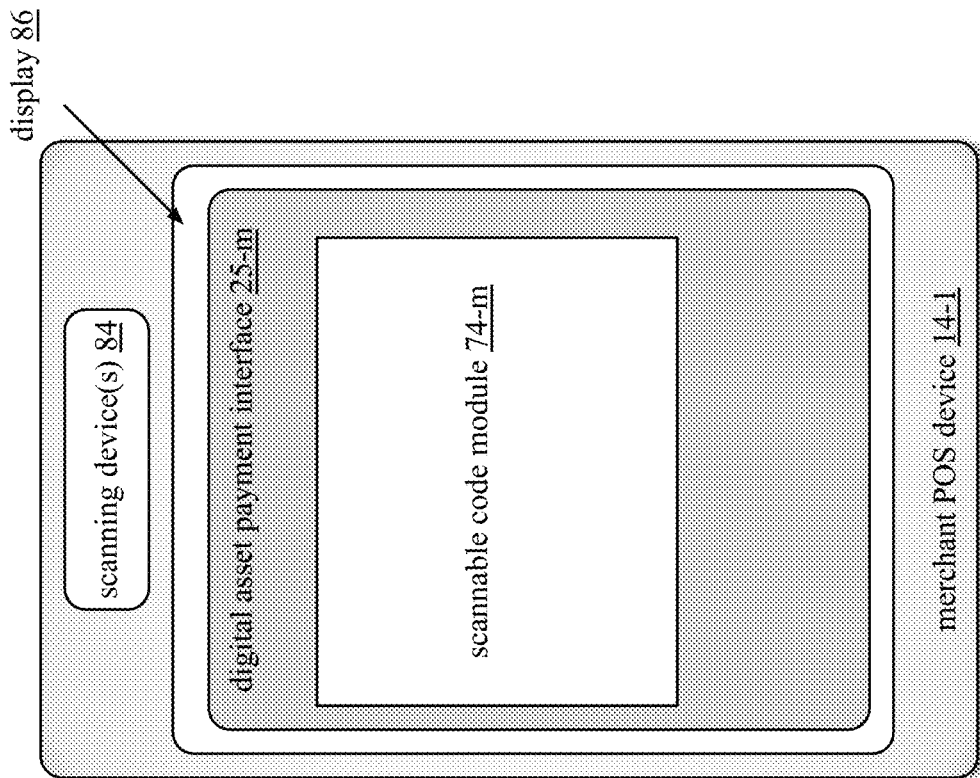 display 86
scanning device(s) 84
digital asset payment interface 25-m
scannable code module 74-m
merchant POS device 14-1